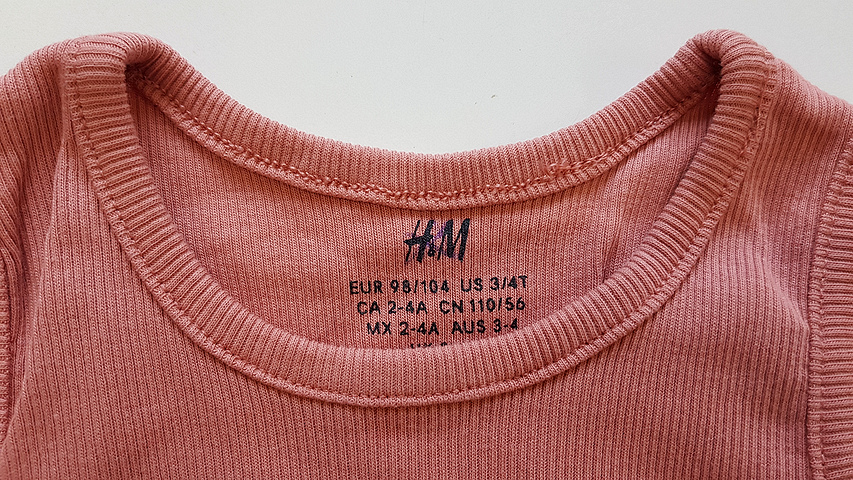 H&M
EUR 98/104 US 3/4T
CA 2-4A CN 110/56
MX 2-4A AUS 3-4